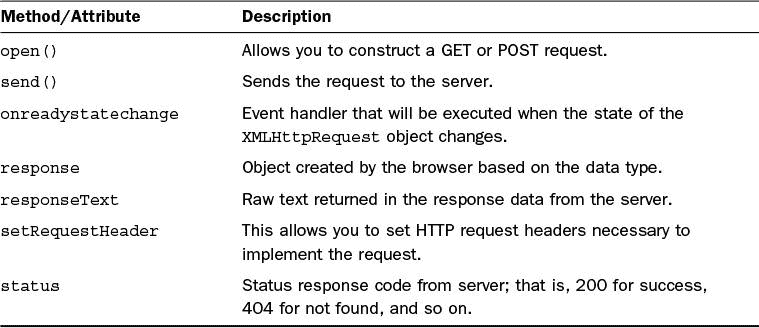 Method/Attribute Description
open() Allows you to construct a GET or POST request.
send() Sends the request to the server.
onreadystatechange Event handler that will be executed when the state of the
XMLHttpRequest object changes.
response Object created by the browser based on the data type.
responseText Raw text returned in the response data from the server.
setRequestHeader This allows you to set HTTP request headers necessary to
implement the request.
status Status response code from server; that is, 200 for success,
404 for not found, and so on.